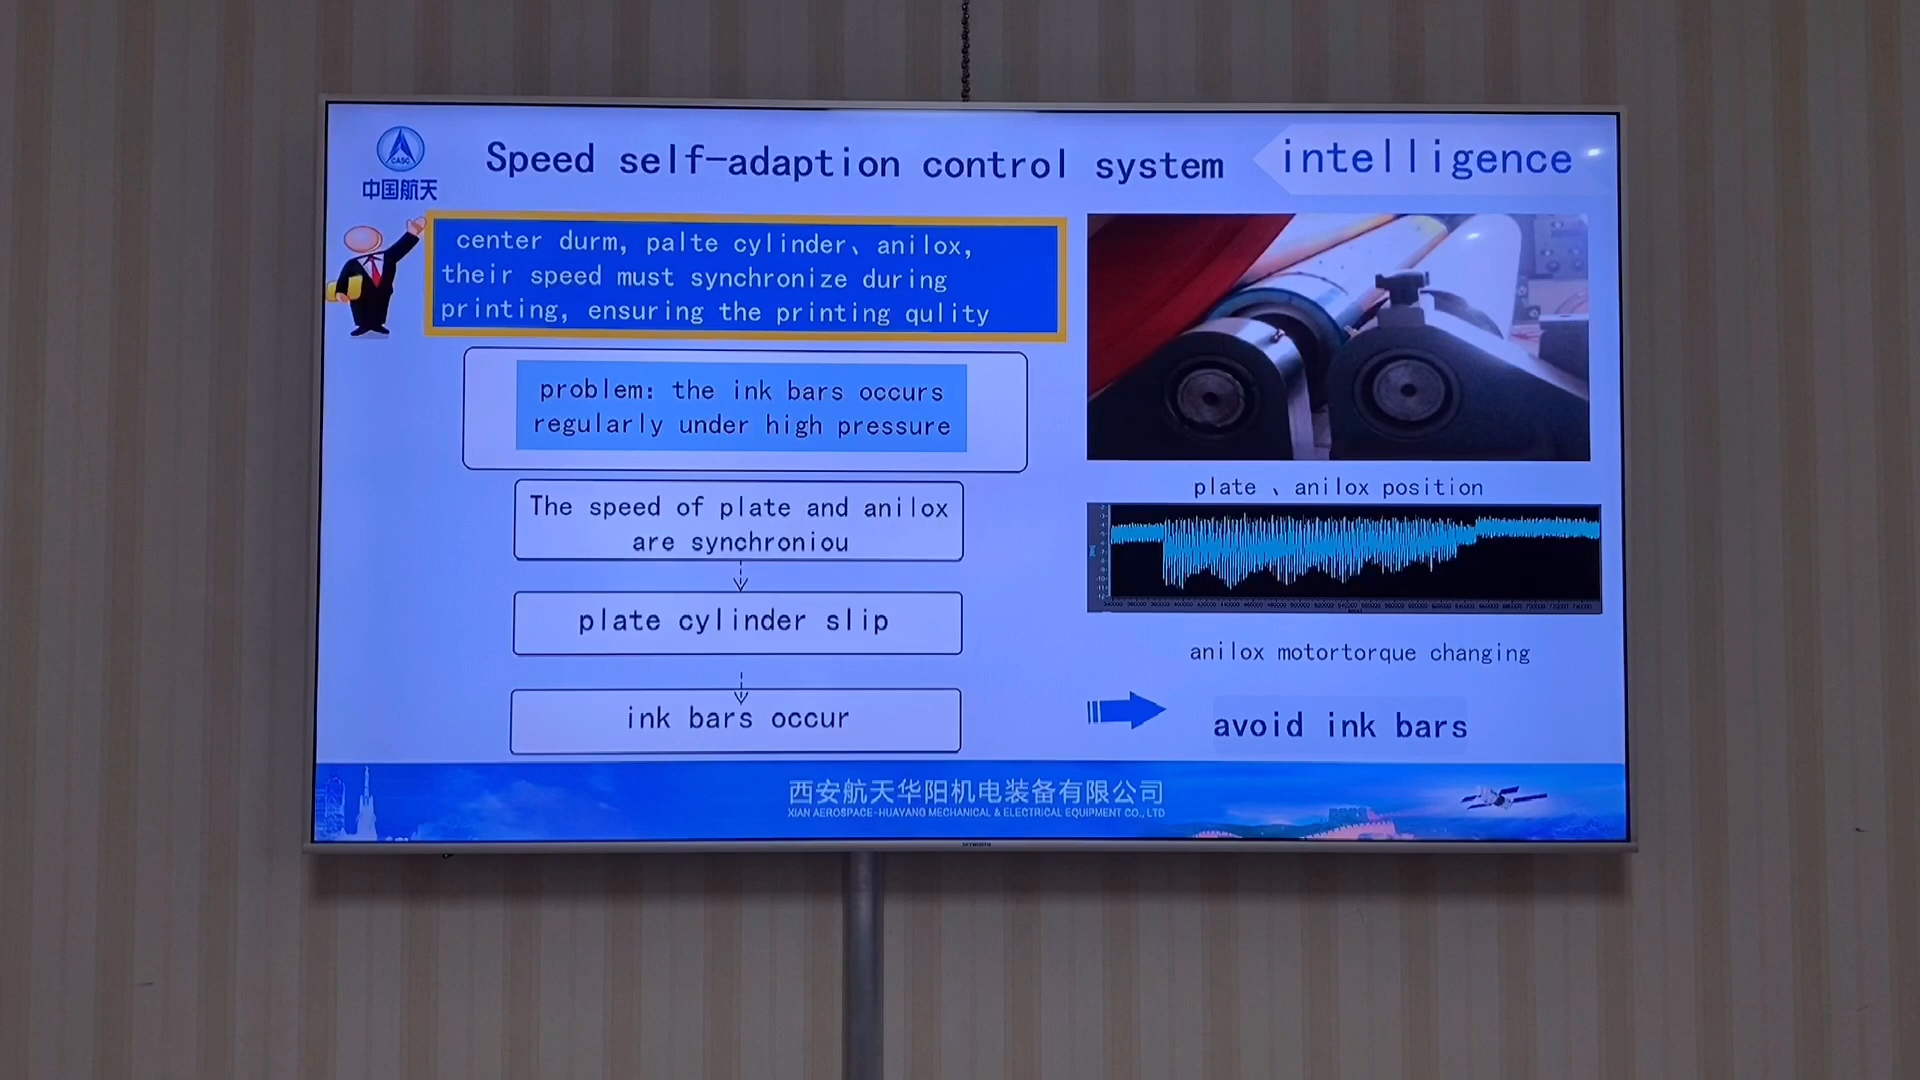 CASC
中国航天
Speed self-adaption control system
intelligence
center durm, palte cylinder、anilox,
their speed must synchronize during
printing, ensuring the printing qulity
problem: the ink bars occurs
regularly under high pressure
The speed of plate and anilox
are synchroniou
plate cylinder slip
ink bars occur
plate 、anilox position
anilox motortorque changing
avoid ink bars
西安航天华阳机电装备有限公司
XIAN AEROSPACE-HUAYANG MECHANICAL & ELECTRICAL EQUIPMENT CO., LTD
SKYWORTH